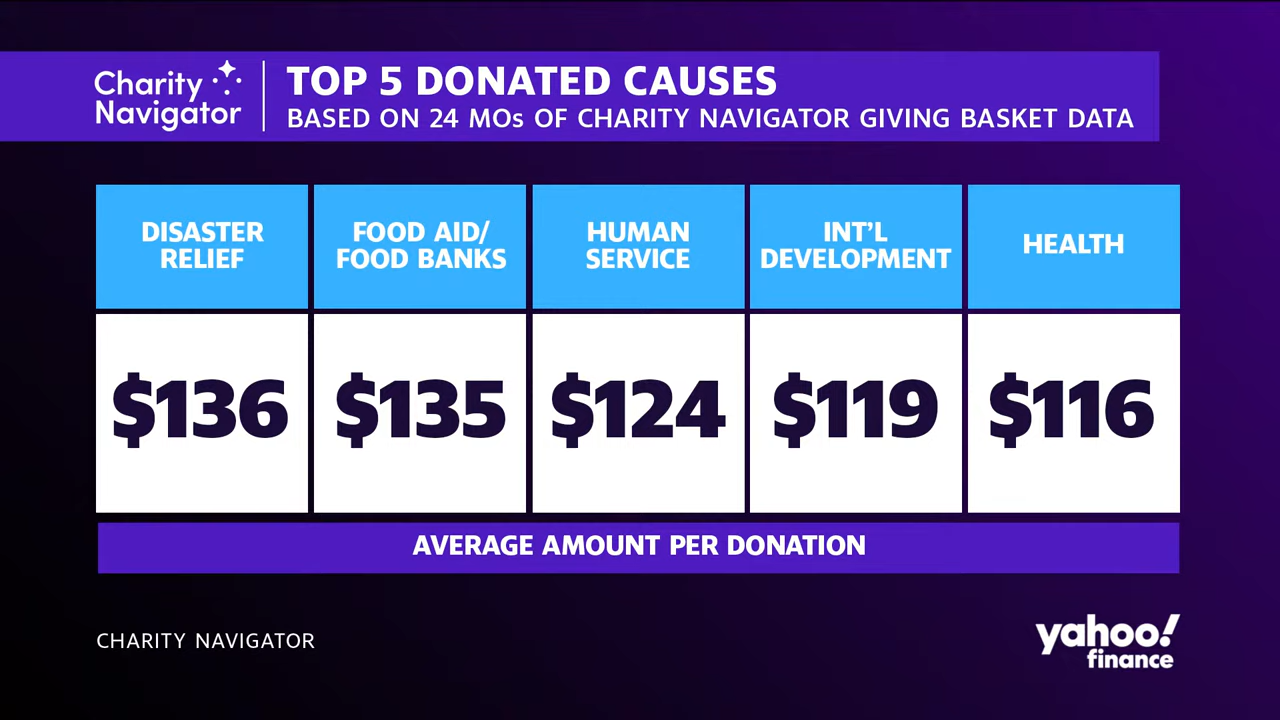 Charity
Navigator
TOP 5 DONATED CAUSES
BASED ON 24 MOs OF CHARITY NAVIGATOR GIVING BASKET DATA
DISASTER
RELIEF
FOOD AID/
FOOD BANKS
HUMAN
SERVICE
INT'L
DEVELOPMENT
HEALTH
$136
$135
$124
$119
$116
AVERAGE AMOUNT PER DONATION
CHARITY NAVIGATOR
yahoo!
finance